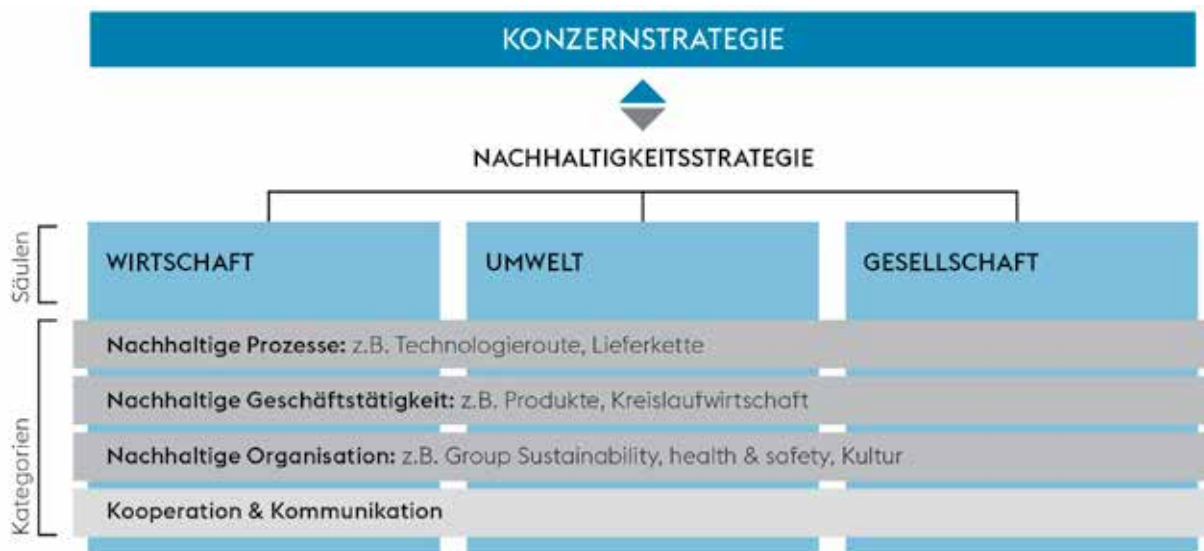 KONZERNSTRATEGIE
NACHHALTIGKEITSSTRATEGIE
Säulen
WIRTSCHAFT
UMWELT
GESELLSCHAFT
Kategorien
Nachhaltige Prozesse: z.B. Technologieroute, Lieferkette
Nachhaltige Geschäftstätigkeit: z.B. Produkte, Kreislaufwirtschaft
Nachhaltige Organisation: z.B. Group Sustainability, health & safety, Kultur
Kooperation & Kommunikation